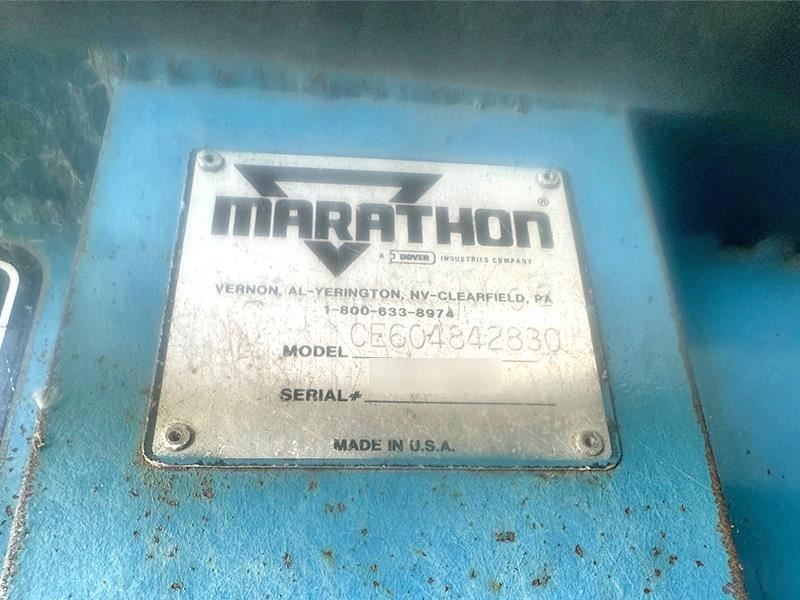 MARATHON®
A DOVER INDUSTRIES COMPANY
VERNON, AL-YERINGTON, NV-CLEARFIELD, PA
1-800-633-8974
MODEL CE604842830
SERIAL#
MADE IN U.S.A.